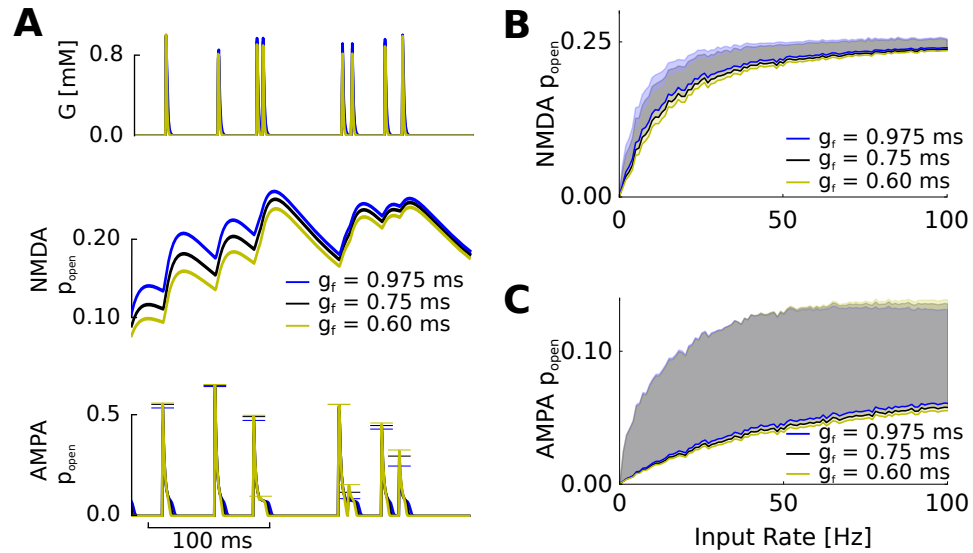 A
G [mM]
0.8
0.0
NMDA
p_open
0.20
0.10
g_f = 0.975 ms
g_f = 0.75 ms
g_f = 0.60 ms
AMPA
p_open
0.5
0.0
100 ms
B
NMDA p_open
0.25
0.00
g_f = 0.975 ms
g_f = 0.75 ms
g_f = 0.60 ms
0
50
100
C
AMPA p_open
0.10
0.00
g_f = 0.975 ms
g_f = 0.75 ms
g_f = 0.60 ms
0
50
100
Input Rate [Hz]